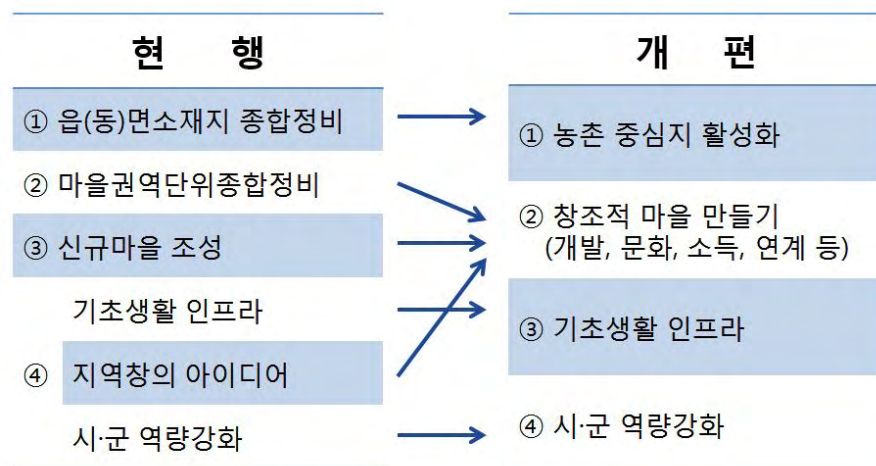 현 행
① 읍(동)면소재지 종합정비
② 마을권역단위종합정비
③ 신규마을 조성
기초생활 인프라
④ 지역창의 아이디어
시·군 역량강화
개 편
① 농촌 중심지 활성화
② 창조적 마을 만들기
(개발, 문화, 소득, 연계 등)
③ 기초생활 인프라
④ 시·군 역량강화